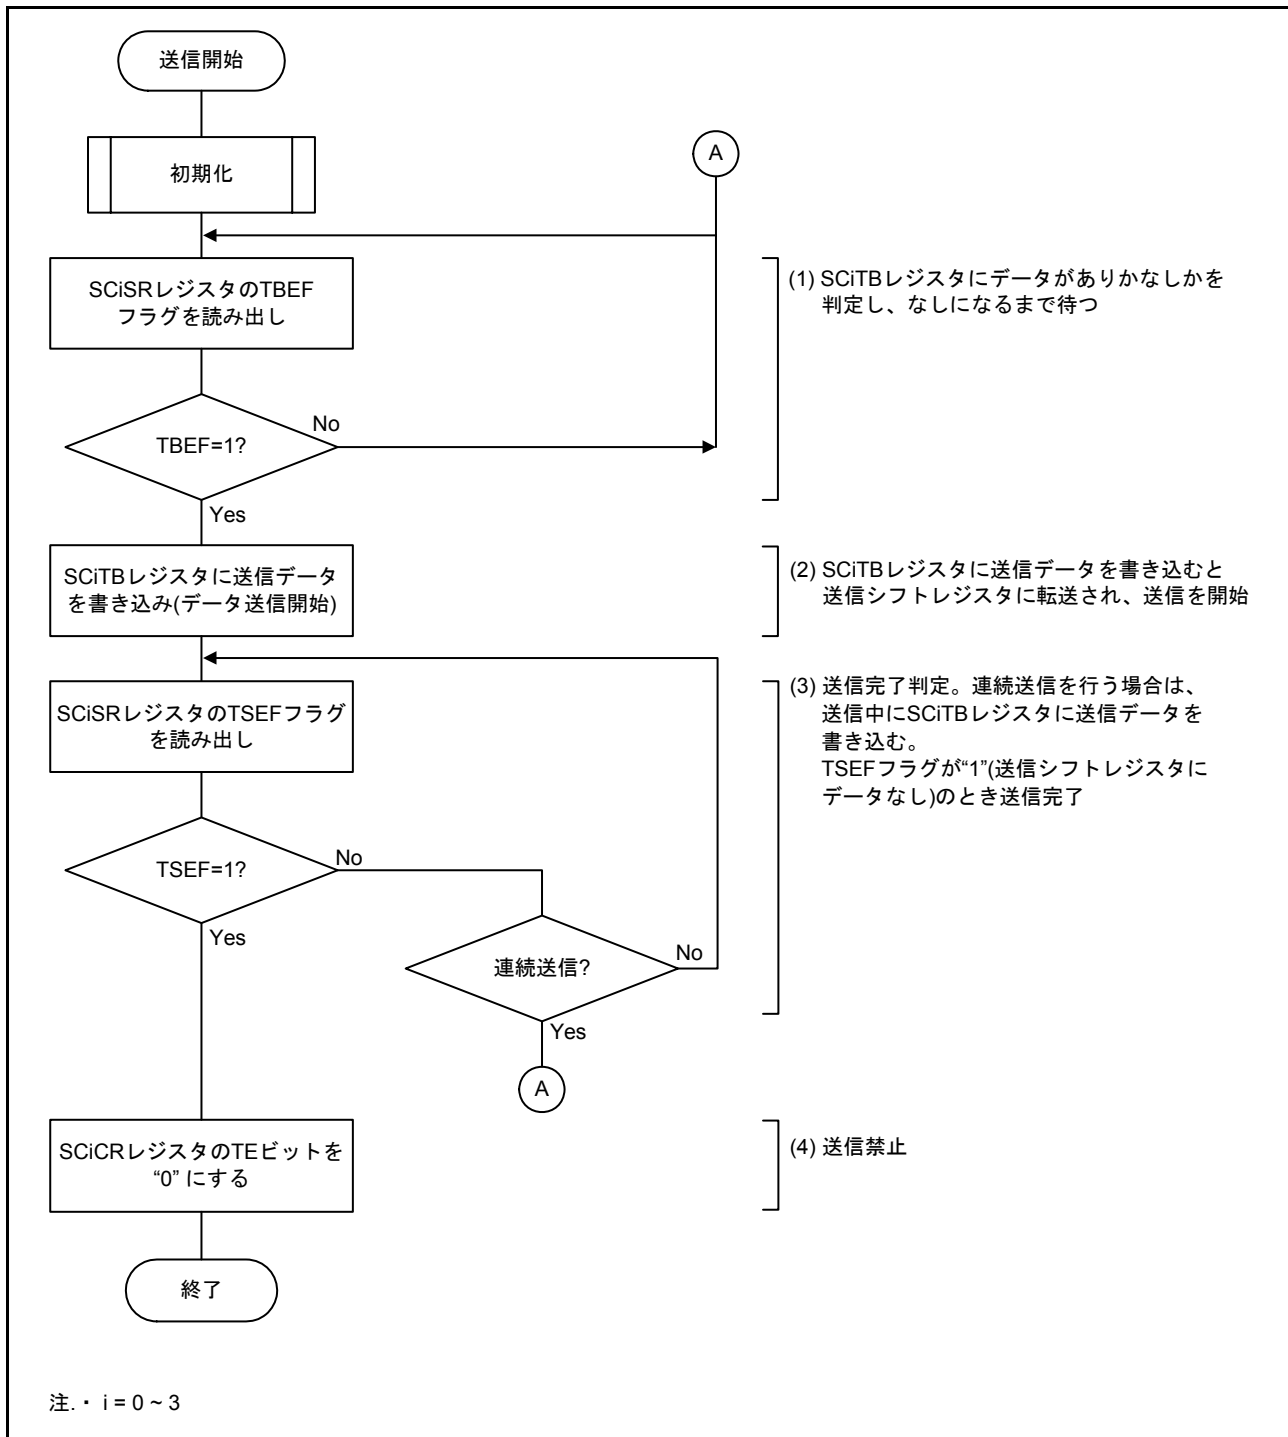 送信開始
初期化
A
SCiSRレジスタのTBEF
フラグを読み出し
(1) SCiTBレジスタにデータがありかなしかを
判定し、なしになるまで待つ
TBEF=1?
No
Yes
SCiTBレジスタに送信データ
を書き込み(データ送信開始)
(2) SCiTBレジスタに送信データを書き込むと
送信シフトレジスタに転送され、送信を開始
SCiSRレジスタのTSEFフラグ
を読み出し
(3) 送信完了判定。連続送信を行う場合は、
送信中にSCiTBレジスタに送信データを
書き込む。
TSEFフラグが“1”(送信シフトレジスタに
データなし)のとき送信完了
TSEF=1?
No
Yes
連続送信?
No
Yes
A
SCiCRレジスタのTEビットを
“0” にする
(4) 送信禁止
終了
注.・ i = 0 ~ 3